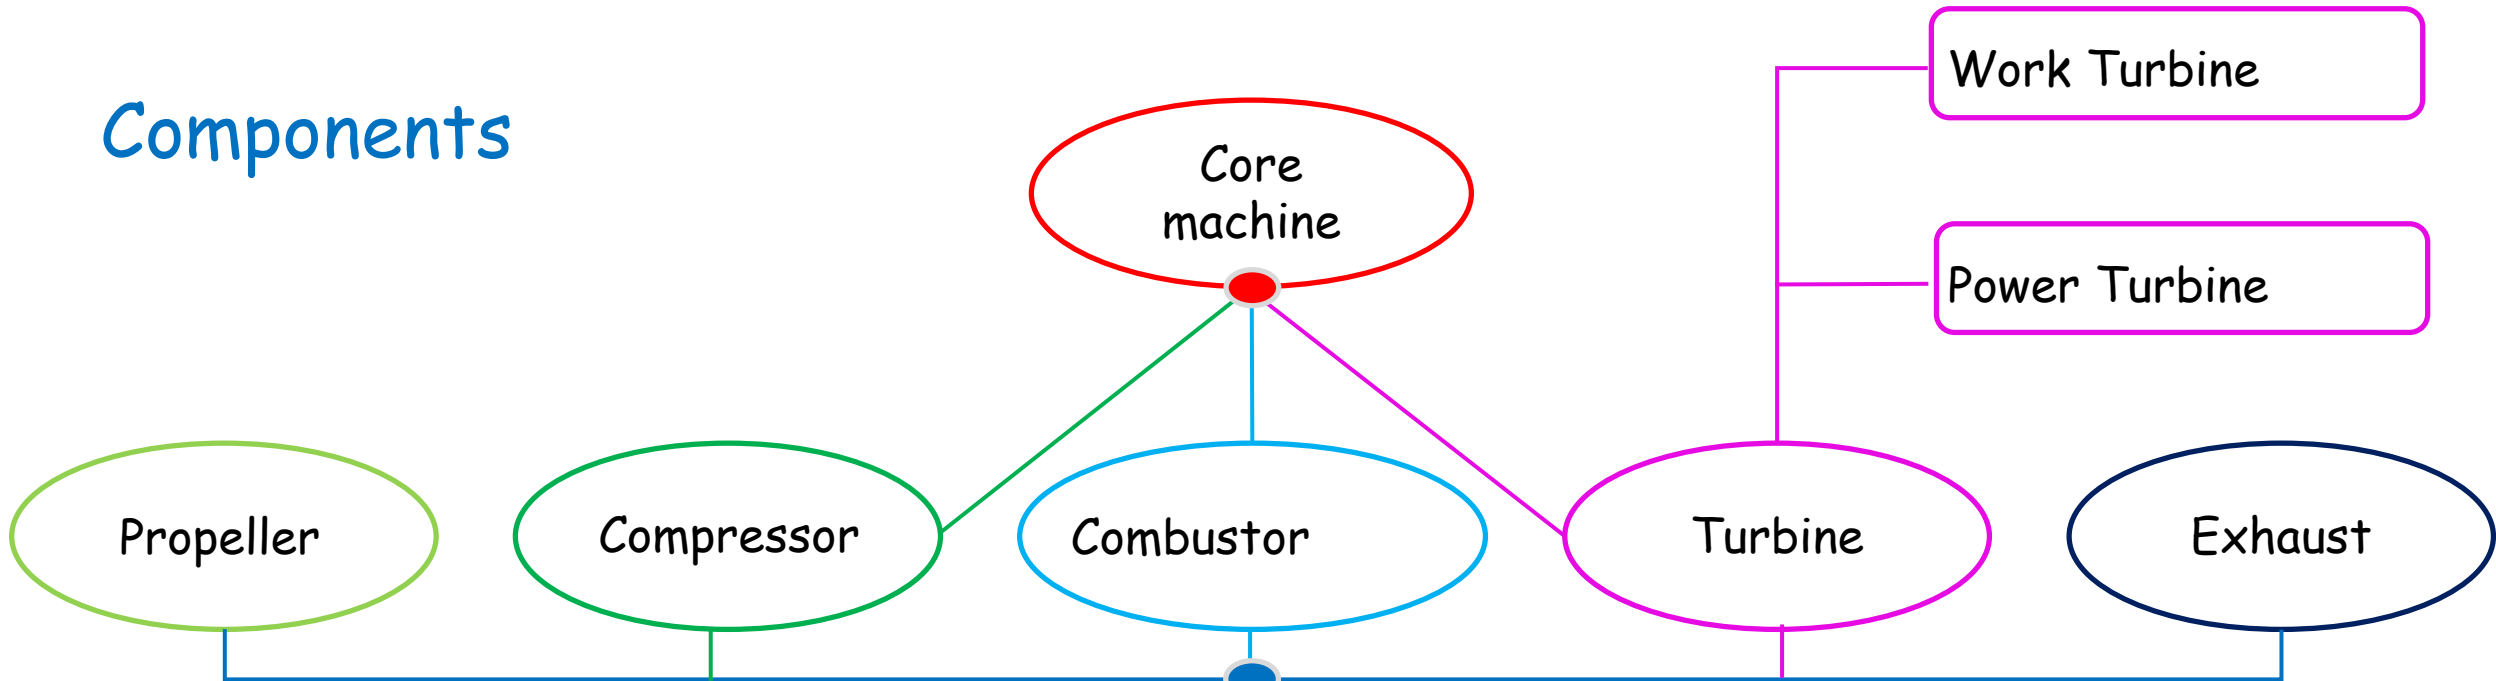 Components
Core
machine
Work Turbine
Power Turbine
Propeller
Compressor
Combustor
Turbine
Exhaust